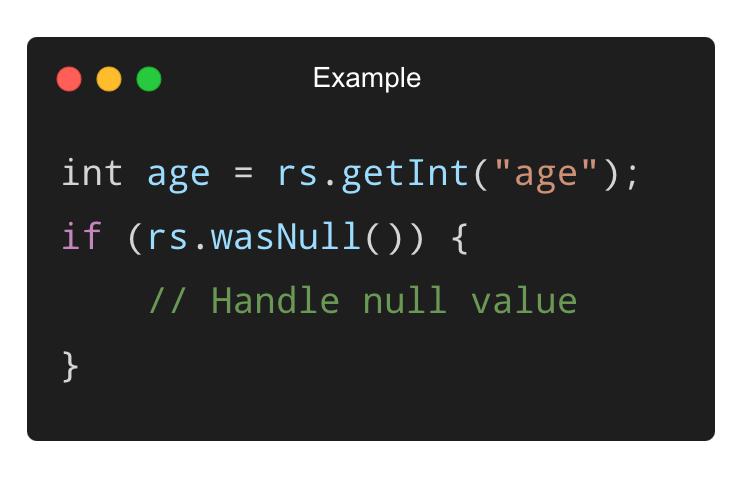 Example
int age = rs.getInt("age");
if (rs.wasNull()) {
    // Handle null value
}